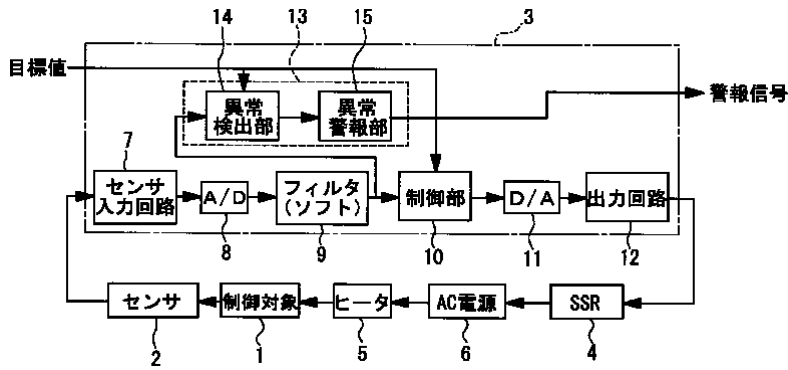 14
13
15
3
目標値
異常
検出部
異常
警報部
警報信号
7
センサ
入力回路
A/D
フィルタ
(ソフト)
制御部
D/A
出力回路
8
9
10
11
12
センサ
制御対象
ヒータ
AC電源
SSR
2
1
5
6
4